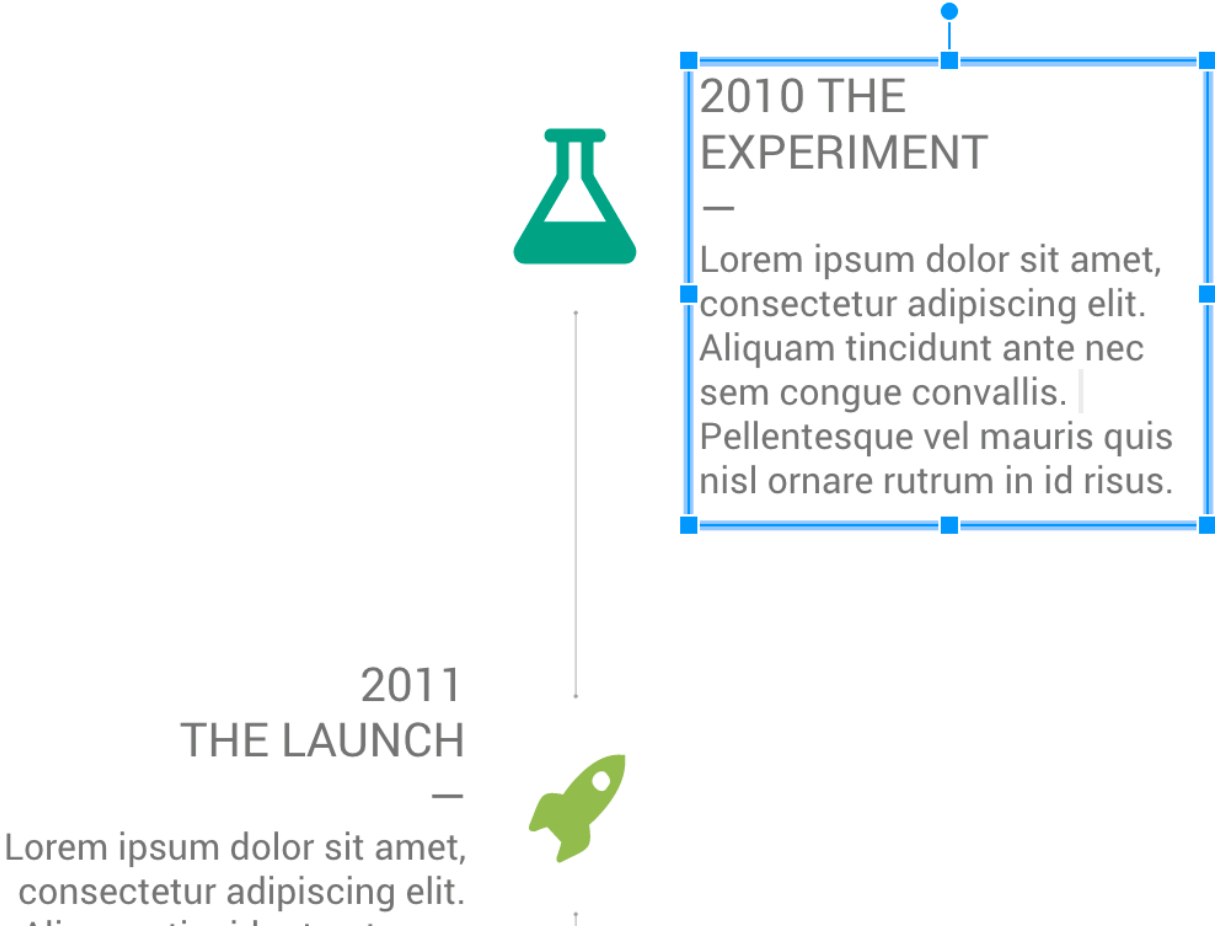 2010 THE
EXPERIMENT
—
Lorem ipsum dolor sit amet,
consectetur adipiscing elit.
Aliquam tincidunt ante nec
sem congue convallis.
Pellentesque vel mauris quis
nisl ornare rutrum in id risus.
2011
THE LAUNCH
—
Lorem ipsum dolor sit amet,
consectetur adipiscing elit.